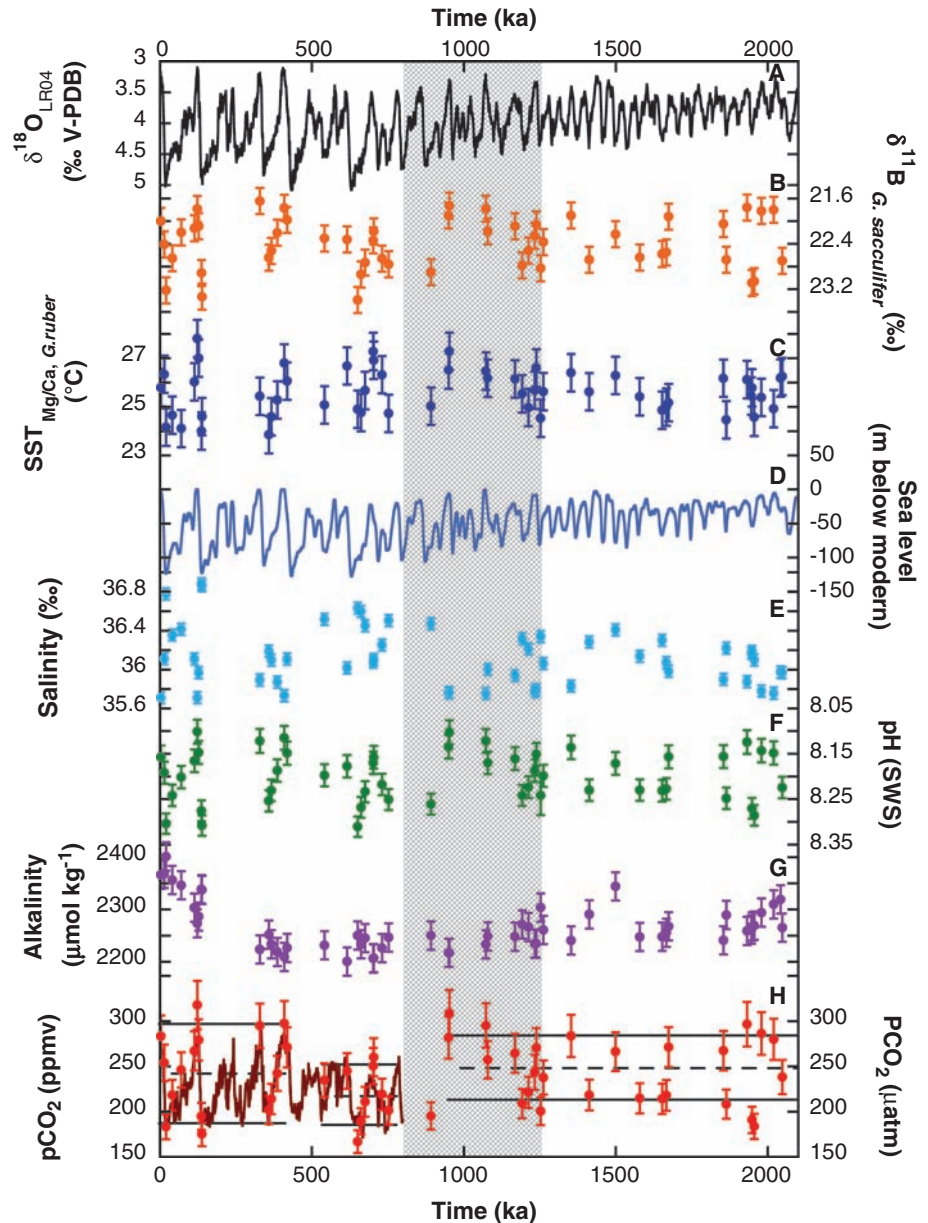 Time (ka)
0 500 1000 1500 2000
A
3
3.5
4
4.5
5
δ18OLR04
(‰ V-PDB)
B
21.6
22.4
23.2
δ11B
G. sacculifer (‰)
C
27
25
23
SST Mg/Ca, G.ruber
(°C)
D
50
0
-50
-100
-150
Sea level
(m below modern)
E
36.8
36.4
36
35.6
Salinity (‰)
F
8.05
8.15
8.25
8.35
pH (SWS)
G
2400
2300
2200
Alkalinity
(μmol kg-1)
H
300
250
200
150
pCO2 (ppmv)
300
250
200
150
PCO2 (μatm)
0 500 1000 1500 2000
Time (ka)